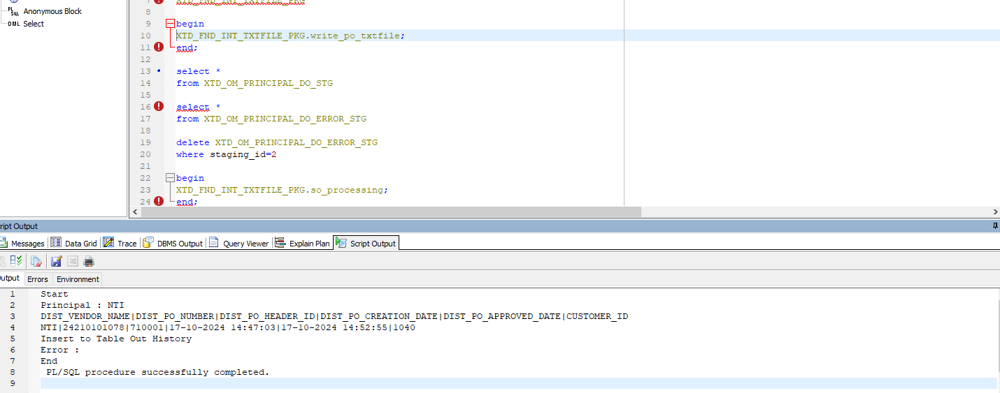 PL SQL Anonymous Block
DML Select
7 XTD_FND_INT_TXTFILE_PKG
8
9 begin
10 XTD_FND_INT_TXTFILE_PKG.write_po_txtfile;
11 end;
12
13 select *
14 from XTD_OM_PRINCIPAL_DO_STG
15
16 select *
17 from XTD_OM_PRINCIPAL_DO_ERROR_STG
18
19 delete XTD_OM_PRINCIPAL_DO_ERROR_STG
20 where staging_id=2
21
22 begin
23 XTD_FND_INT_TXTFILE_PKG.so_processing;
24 end;
ript Output
Messages Data Grid Trace DBMS Output Query Viewer Explain Plan Script Output
utput Errors Environment
1 Start
2 Principal : NTI
3 DIST_VENDOR_NAME|DIST_PO_NUMBER|DIST_PO_HEADER_ID|DIST_PO_CREATION_DATE|DIST_PO_APPROVED_DATE|CUSTOMER_ID
4 NTI|24210101078|710001|17-10-2024 14:47:03|17-10-2024 14:52:55|1040
5 Insert to Table Out History
6 Error :
7 End
8 PL/SQL procedure successfully completed.
9